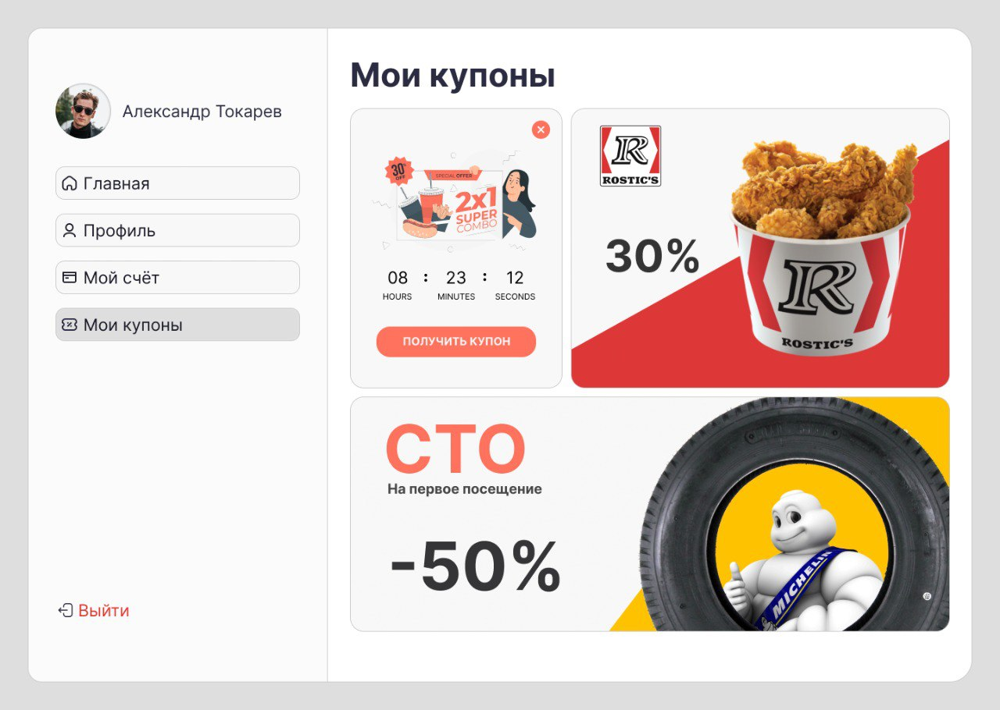 Александр Токарев
Главная
Профиль
Мой счёт
Мои купоны
Выйти
Мои купоны
30%
OFF
SPECIAL OFFER
2x1
SUPER
COMBO
08 : 23 : 12
HOURS MINUTES SECONDS
ПОЛУЧИТЬ КУПОН
R
ROSTIC'S
30%
R
ROSTIC'S
СТО
На первое посещение
-50%
MICHELIN